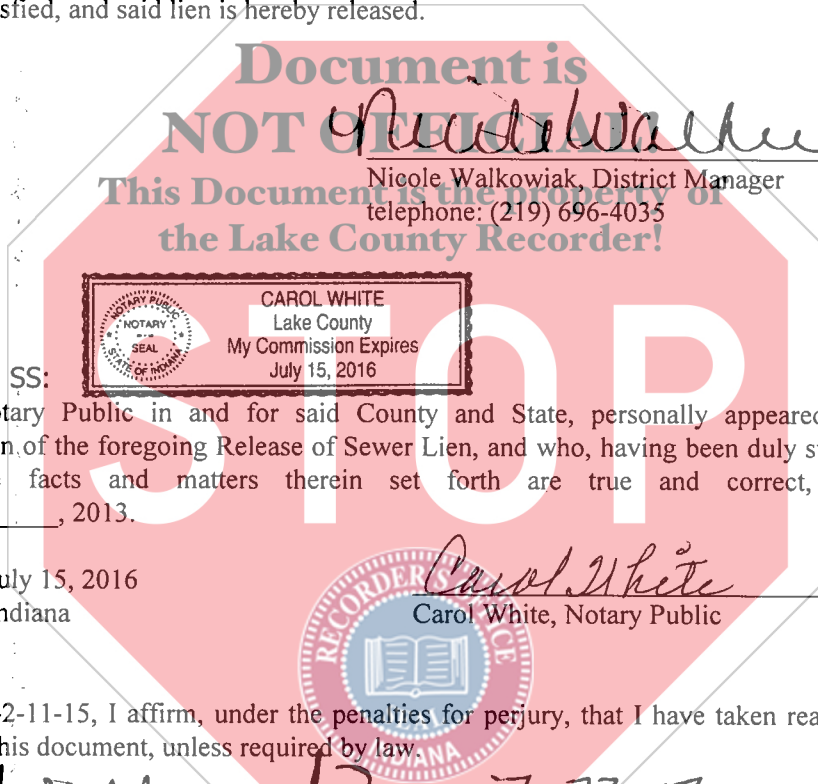 sfied, and said lien is hereby released.
Document is
NOT OFFICIAL!
Nicole Walkowiak, District Manager
This Document is the property of
telephone: (219) 696-4035
the Lake County Recorder!
CAROL WHITE
Lake County
My Commission Expires
July 15, 2016
NOTARY PUBLIC
NOTARY
SEAL
STATE OF INDIANA
STOP
SS:
tary Public in and for said County and State, personally appeared
n of the foregoing Release of Sewer Lien, and who, having been duly s
facts and matters therein set forth are true and correct,
, 2013.
Carol White
uly 15, 2016
ndiana
Carol White, Notary Public
RECORDER'S OFFICE
SEAL
INDIANA
2-11-15, I affirm, under the penalties for perjury, that I have taken rea
his document, unless required by law.